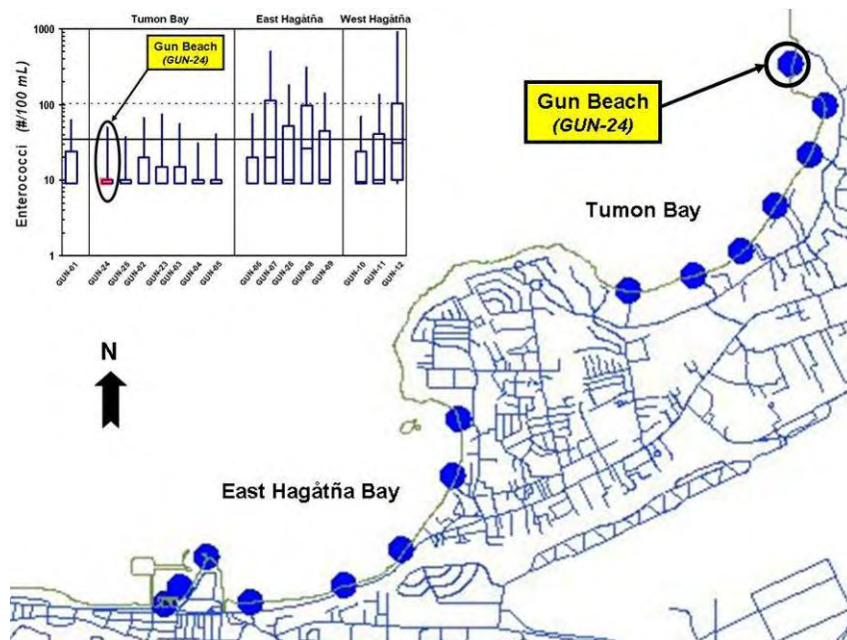 Tumon Bay
East Hagåtña
West Hagåtña
1000
100
10
1
Enterococci (#/100 mL)
Gun Beach
(GUN-24)
GUN-01
GUN-24
GUN-25
GUN-02
GUN-23
GUN-03
GUN-04
GUN-05
GUN-06
GUN-07
GUN-26
GUN-08
GUN-09
GUN-10
GUN-11
GUN-12
Gun Beach
(GUN-24)
Tumon Bay
N
East Hagåtña Bay